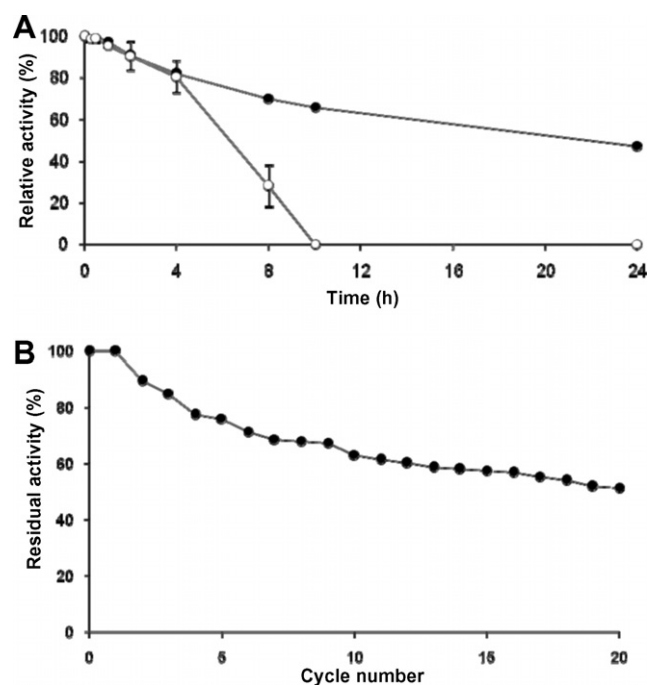 A
Relative activity (%)
100
80
60
40
20
0
0 4 8 12 16 20 24
Time (h)
B
Residual activity (%)
100
80
60
40
20
0
0 5 10 15 20
Cycle number